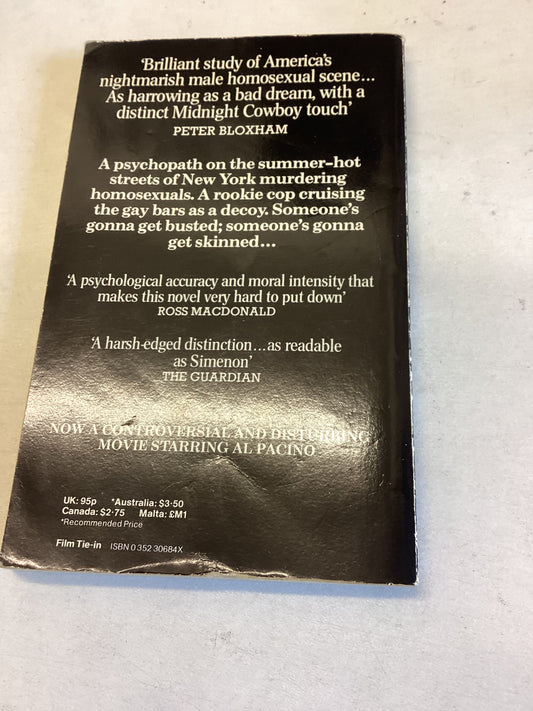 'Brilliant study of America's
nightmarish male homosexual scene...
As harrowing as a bad dream, with a
distinct Midnight Cowboy touch'
PETER BLOXHAM
A psychopath on the summer-hot
streets of New York murdering
homosexuals. A rookie cop cruising
the gay bars as a decoy. Someone's
gonna get busted; someone's gonna
get skinned...
'A psychological accuracy and moral intensity that
makes this novel very hard to put down'
ROSS MACDONALD
'A harsh-edged distinction...as readable
as Simenon'
THE GUARDIAN
NOW A CONTROVERSIAL AND DISTURBING
MOVIE STARRING AL PACINO
UK: 95p *Australia: $3·50
Canada: $2·75 Malta: £M1
*Recommended Price
Film Tie-in ISBN 0 352 30684X